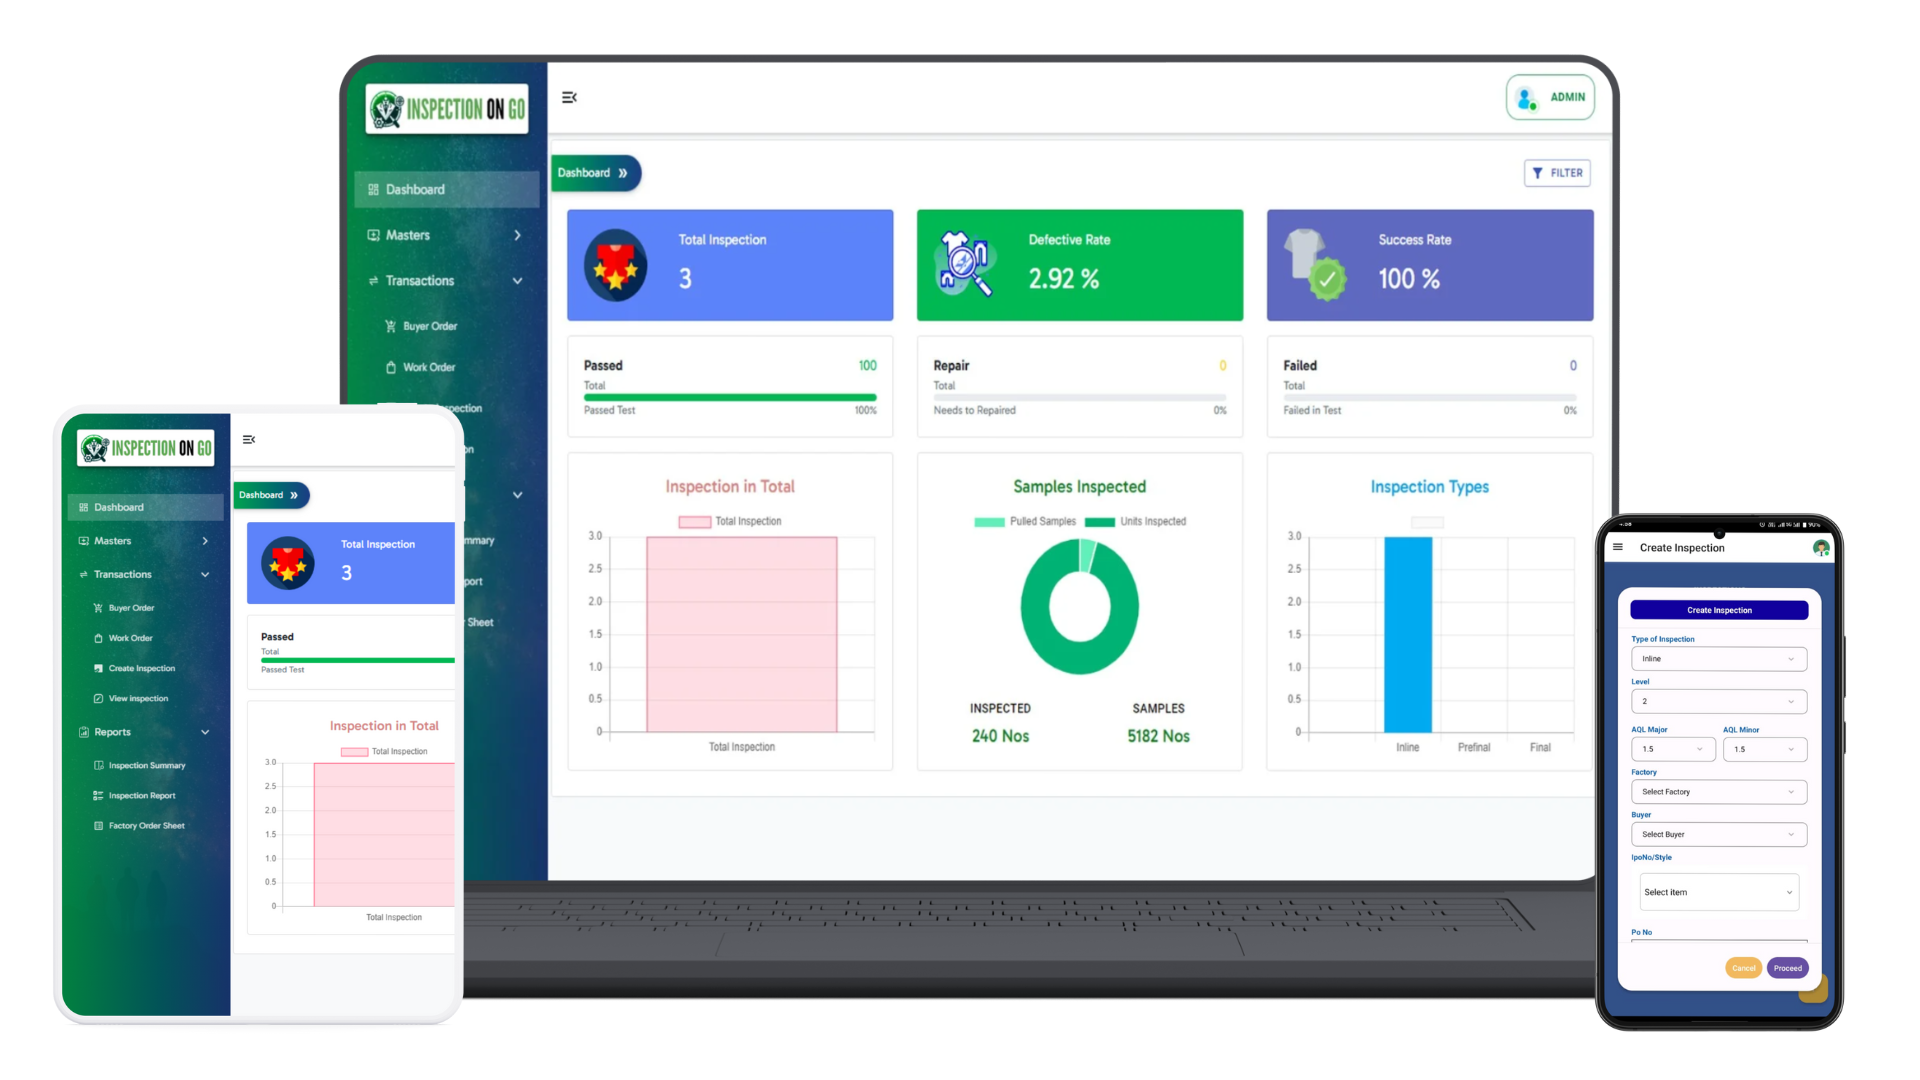 INSPECTION ON GO
ADMIN
Dashboard
Masters
Transactions
Buyer Order
Work Order
Dashboard »
FILTER
Total Inspection
3
Defective Rate
2.92 %
Success Rate
100 %
Passed 100
Total
Passed Test 100%
Repair 0
Total
Needs to Repaired 0%
Failed 0
Total
Failed in Test 0%
Inspection in Total
Total Inspection
3.0
2.5
2.0
1.5
1.0
0.5
0
Total Inspection
Samples Inspected
Pulled Samples Units Inspected
INSPECTED SAMPLES
240 Nos 5182 Nos
Inspection Types
3.0
2.5
2.0
1.5
1.0
0.5
0
Inline Prefinal Final
pection
on
mmary
port
Sheet
INSPECTION ON GO
Dashboard
Masters
Transactions
Buyer Order
Work Order
Create Inspection
View inspection
Reports
Inspection Summary
Inspection Report
Factory Order Sheet
Dashboard »
Total Inspection
3
Passed
Total
Passed Test
Inspection in Total
Total Inspection
3.0
2.5
2.0
1.5
1.0
0.5
0
Total Inspection
90%
Create Inspection
Create Inspection
Type of Inspection
Inline
Level
2
AQL Major AQL Minor
1.5 1.5
Factory
Select Factory
Buyer
Select Buyer
IpoNo/Style
Select item
Po No
Cancel Proceed